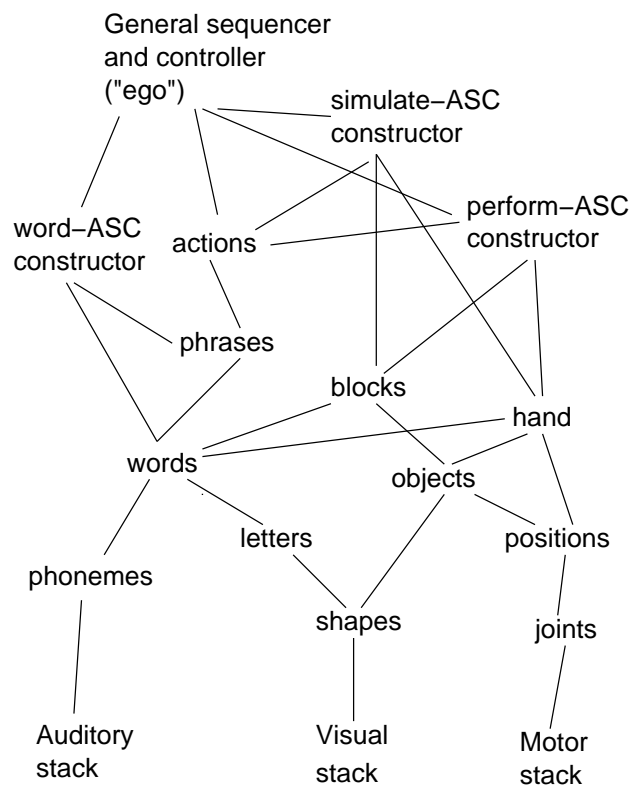 General sequencer
and controller
("ego")
simulate−ASC
constructor
perform−ASC
constructor
word−ASC
constructor
actions
phrases
blocks
hand
words
objects
letters
positions
phonemes
shapes
joints
Auditory
stack
Visual
stack
Motor
stack